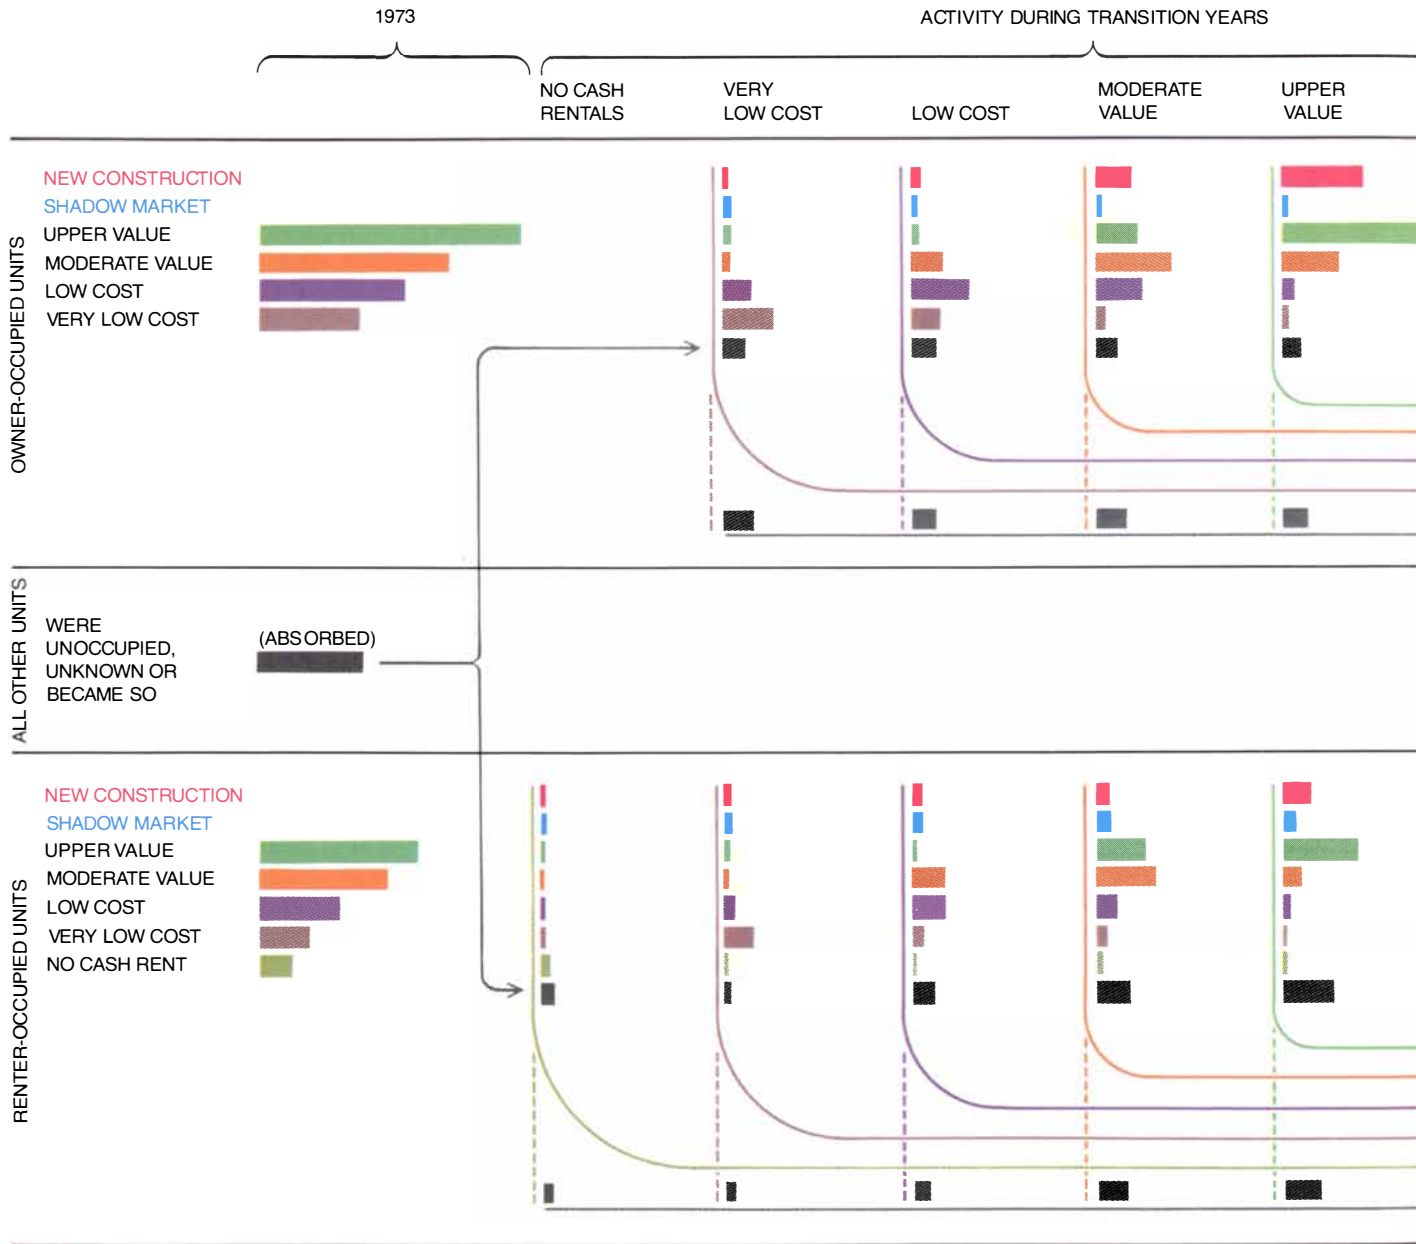 1973
ACTIVITY DURING TRANSITION YEARS
NO CASH
RENTALS
VERY
LOW COST
LOW COST
MODERATE
VALUE
UPPER
VALUE
OWNER-OCCUPIED UNITS
NEW CONSTRUCTION
SHADOW MARKET
UPPER VALUE
MODERATE VALUE
LOW COST
VERY LOW COST
ALL OTHER UNITS
WERE
UNOCCUPIED,
UNKNOWN OR
BECAME SO
(ABSORBED)
RENTER-OCCUPIED UNITS
NEW CONSTRUCTION
SHADOW MARKET
UPPER VALUE
MODERATE VALUE
LOW COST
VERY LOW COST
NO CASH RENT